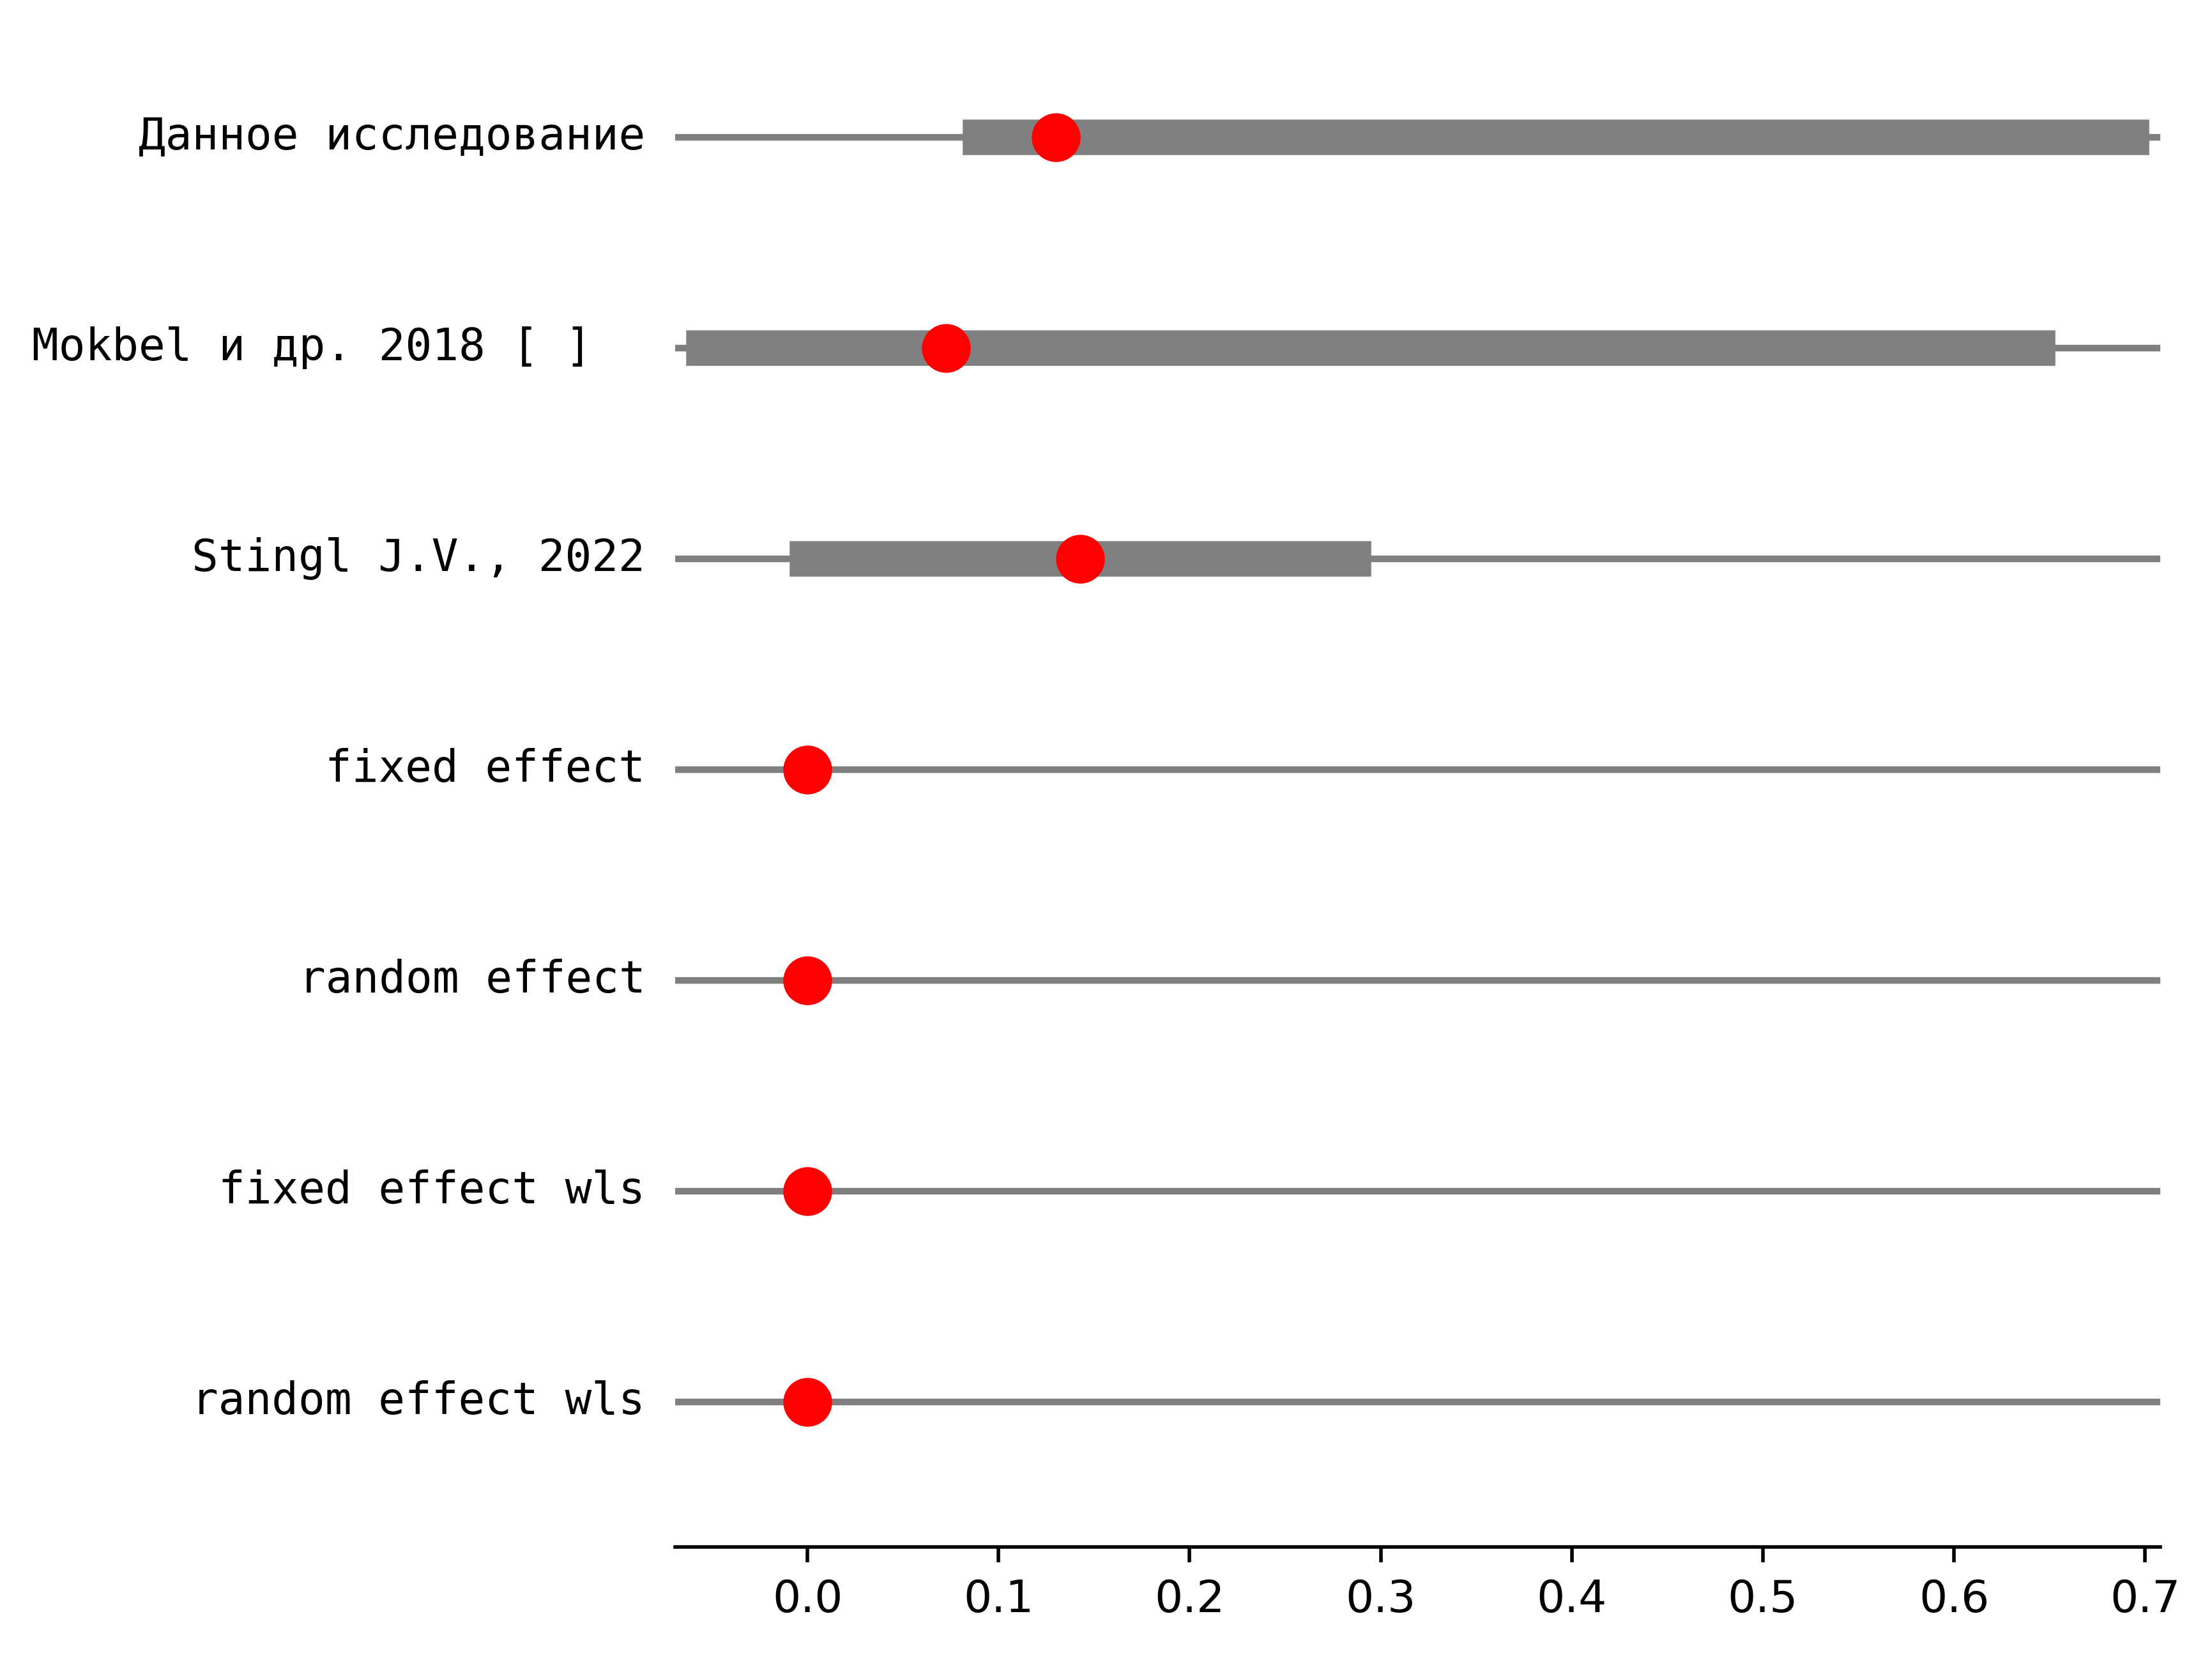 Данное исследование
Mokbel и др. 2018 [ ]
Stingl J.V., 2022
fixed effect
random effect
fixed effect wls
random effect wls
0.0 0.1 0.2 0.3 0.4 0.5 0.6 0.7